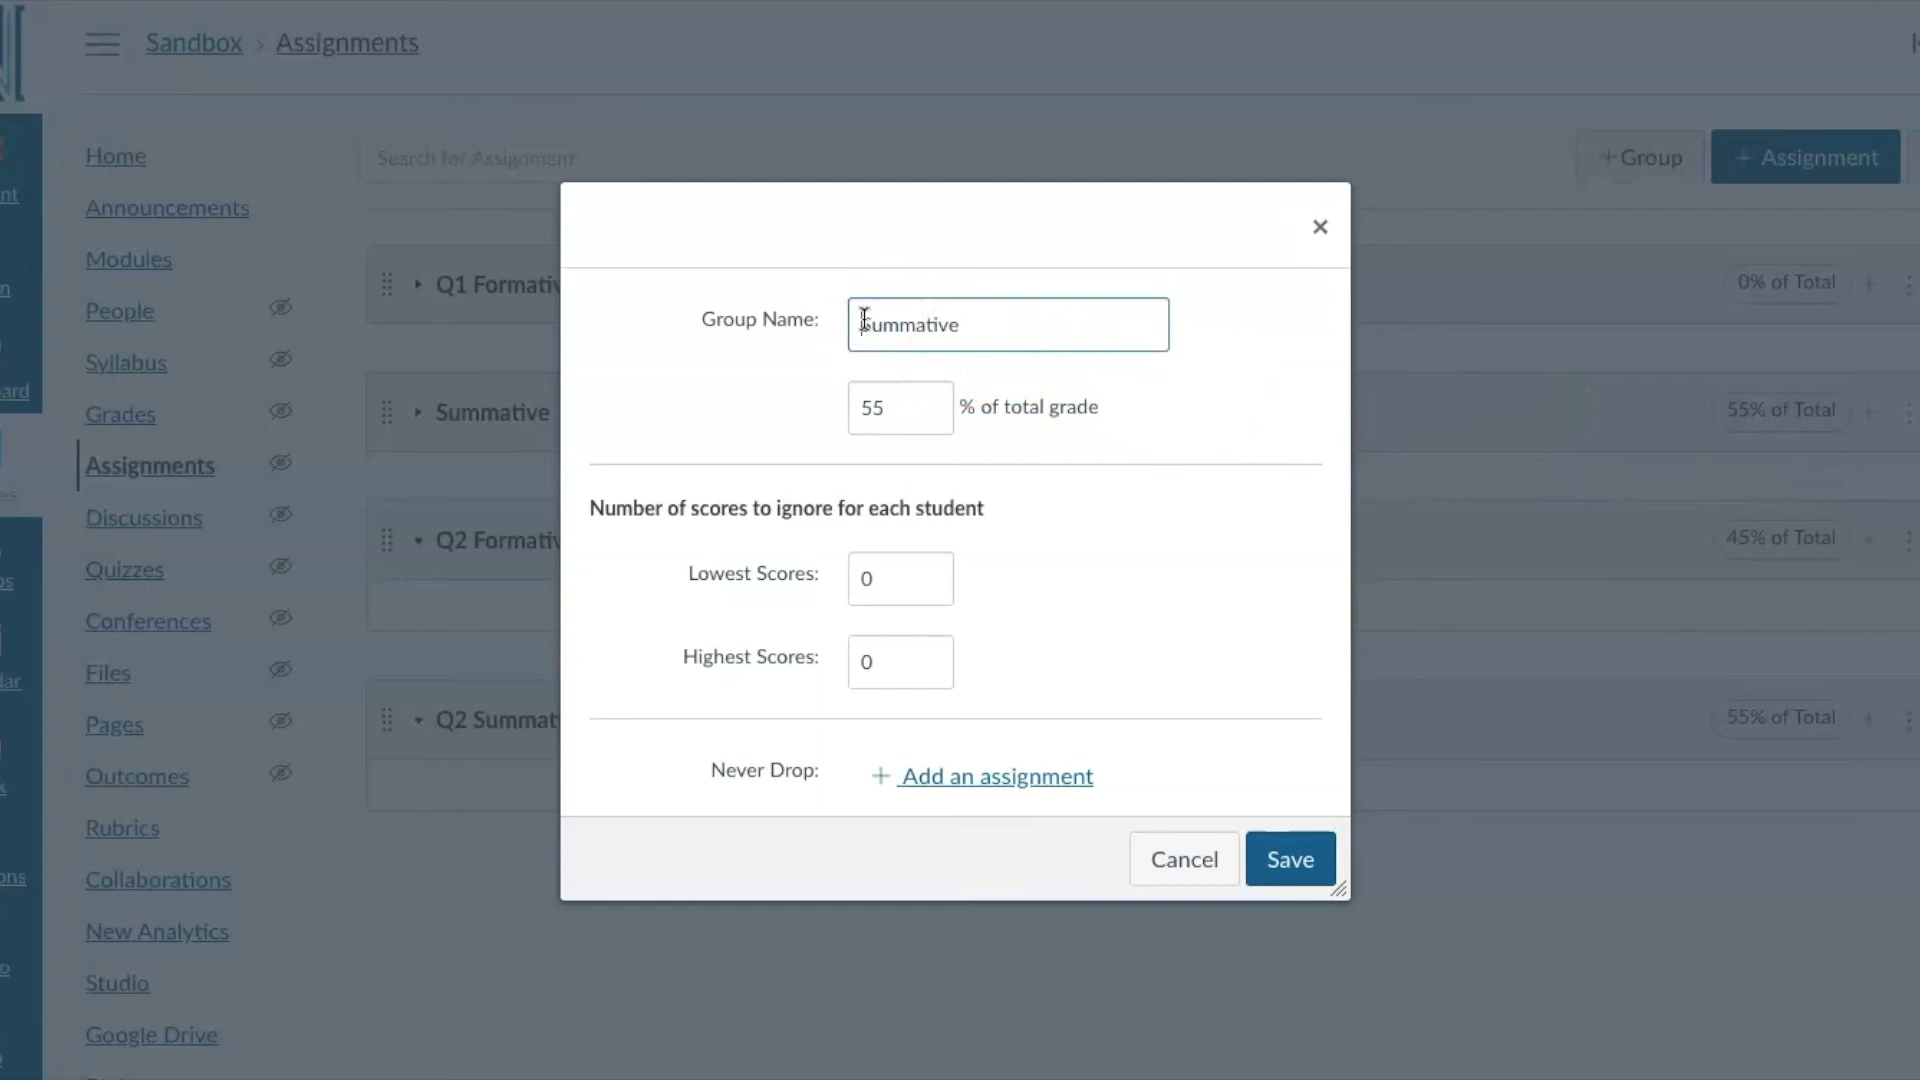 Sandbox › Assignments
Home
Announcements
Modules
People
Syllabus
Grades
Assignments
Discussions
Quizzes
Conferences
Files
Pages
Outcomes
Rubrics
Collaborations
New Analytics
Studio
Google Drive
Search for Assignment
+Group
+ Assignment
Q1 Formativ
0% of Total +
Summative
55% of Total +
Q2 Formativ
45% of Total +
Q2 Summat
55% of Total +
×
Group Name: Summative
55 % of total grade
Number of scores to ignore for each student
Lowest Scores: 0
Highest Scores: 0
Never Drop: + Add an assignment
Cancel
Save